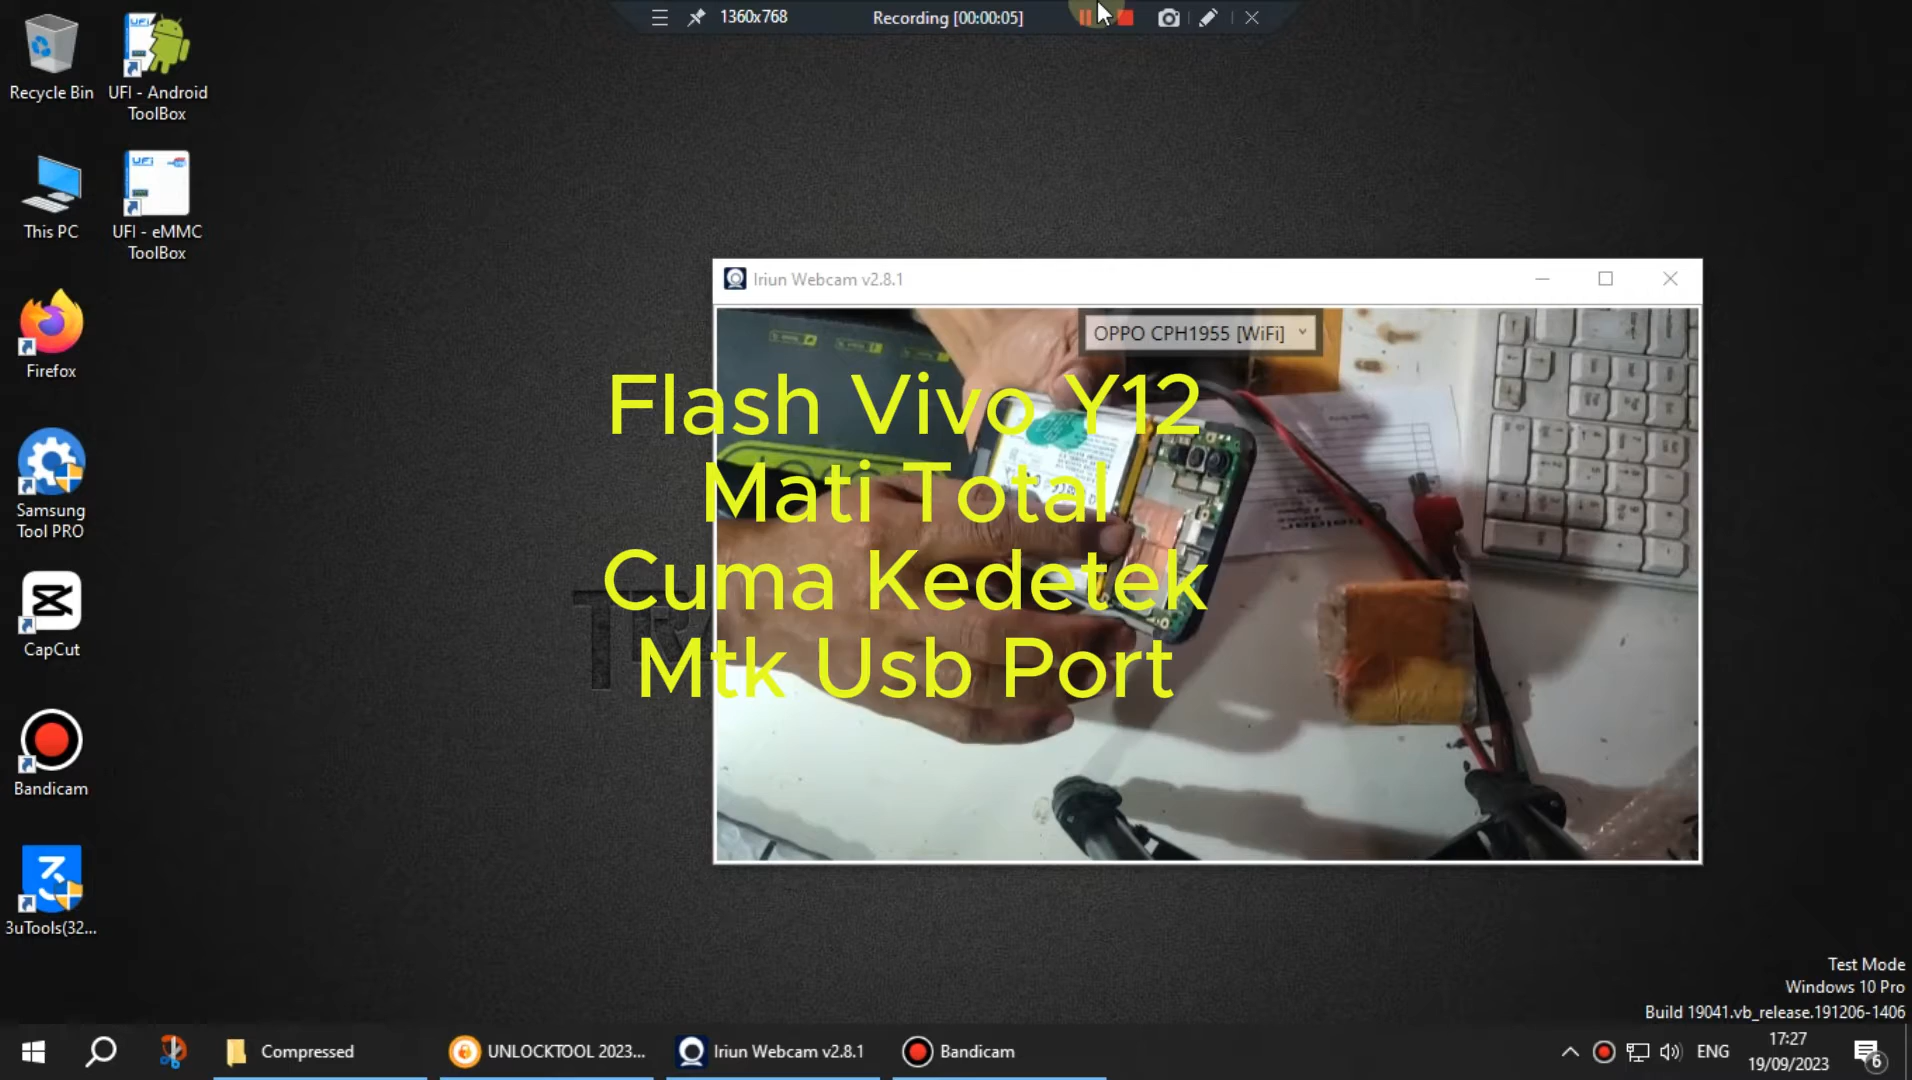 1360x768
Recording [00:00:05]
Recycle Bin
UFI - Android
ToolBox
This PC
UFI - eMMC
ToolBox
Firefox
Samsung
Tool PRO
CapCut
Bandicam
3uTools(32...
Iriun Webcam v2.8.1
OPPO CPH1955 [WiFi]
Flash Vivo Y12
Mati Total
Cuma Kedetek
Mtk Usb Port
Test Mode
Windows 10 Pro
Build 19041.vb_release.191206-1406
Compressed
UNLOCKTOOL 2023...
Iriun Webcam v2.8.1
Bandicam
ENG
17:27
19/09/2023
6